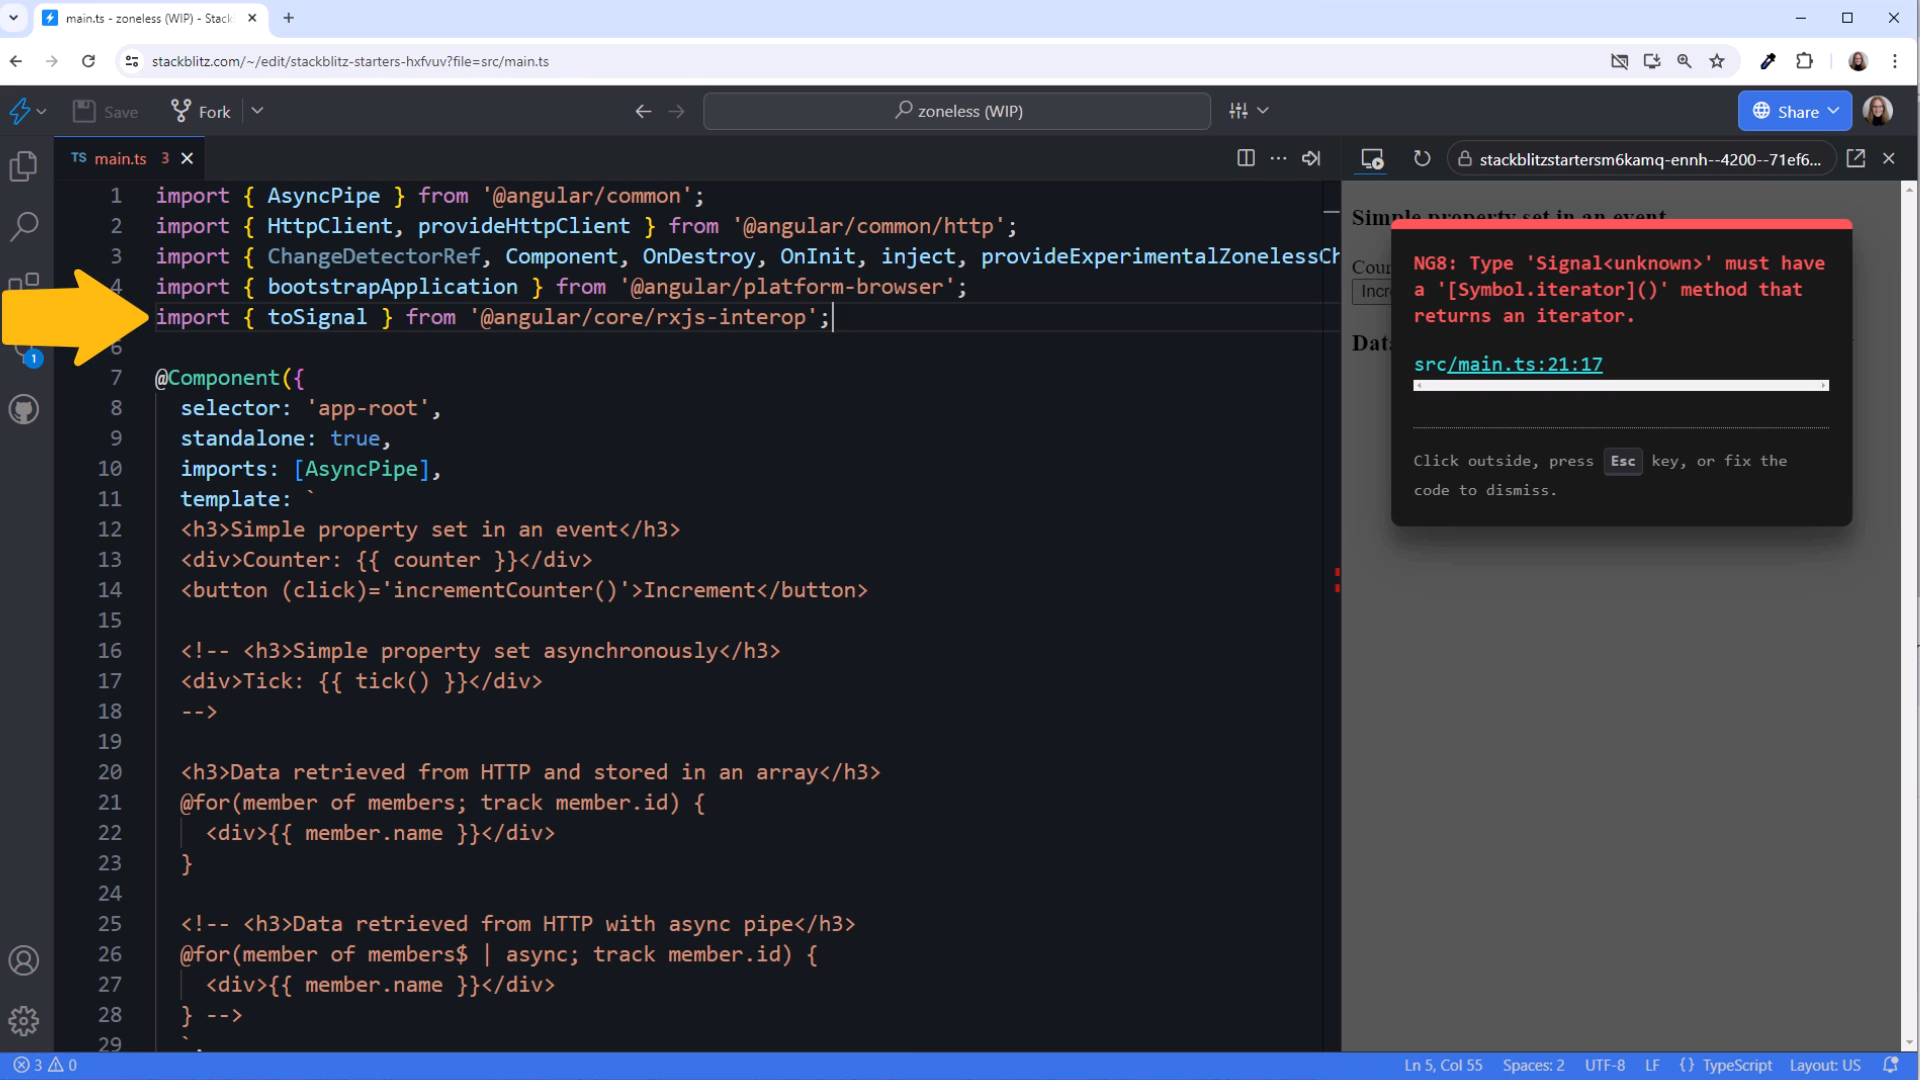 main.ts - zoneless (WIP) - Stack
stackblitz.com/~/edit/stackblitz-starters-hxfvuv?file=src/main.ts
Save
Fork
zoneless (WIP)
Share
TS main.ts 3
stackblitzstartersm6kamq-ennh--4200--71ef6...
1 import { AsyncPipe } from '@angular/common';
2 import { HttpClient, provideHttpClient } from '@angular/common/http';
3 import { ChangeDetectorRef, Component, OnDestroy, OnInit, inject, provideExperimentalZonelessCh
4 import { bootstrapApplication } from '@angular/platform-browser';
import { toSignal } from '@angular/core/rxjs-interop';
6
7 @Component({
8 selector: 'app-root',
9 standalone: true,
10 imports: [AsyncPipe],
11 template: `
12 <h3>Simple property set in an event</h3>
13 <div>Counter: {{ counter }}</div>
14 <button (click)='incrementCounter()'>Increment</button>
15
16 <!-- <h3>Simple property set asynchronously</h3>
17 <div>Tick: {{ tick() }}</div>
18 -->
19
20 <h3>Data retrieved from HTTP and stored in an array</h3>
21 @for(member of members; track member.id) {
22 <div>{{ member.name }}</div>
23 }
24
25 <!-- <h3>Data retrieved from HTTP with async pipe</h3>
26 @for(member of members$ | async; track member.id) {
27 <div>{{ member.name }}</div>
28 } -->
29 `,
1
Simple property set in an event
Cour
Incr
Dat
NG8: Type 'Signal<unknown>' must have
a '[Symbol.iterator]()' method that
returns an iterator.
src/main.ts:21:17
Click outside, press Esc key, or fix the
code to dismiss.
3 0
Ln 5, Col 55 Spaces: 2 UTF-8 LF {} TypeScript Layout: US